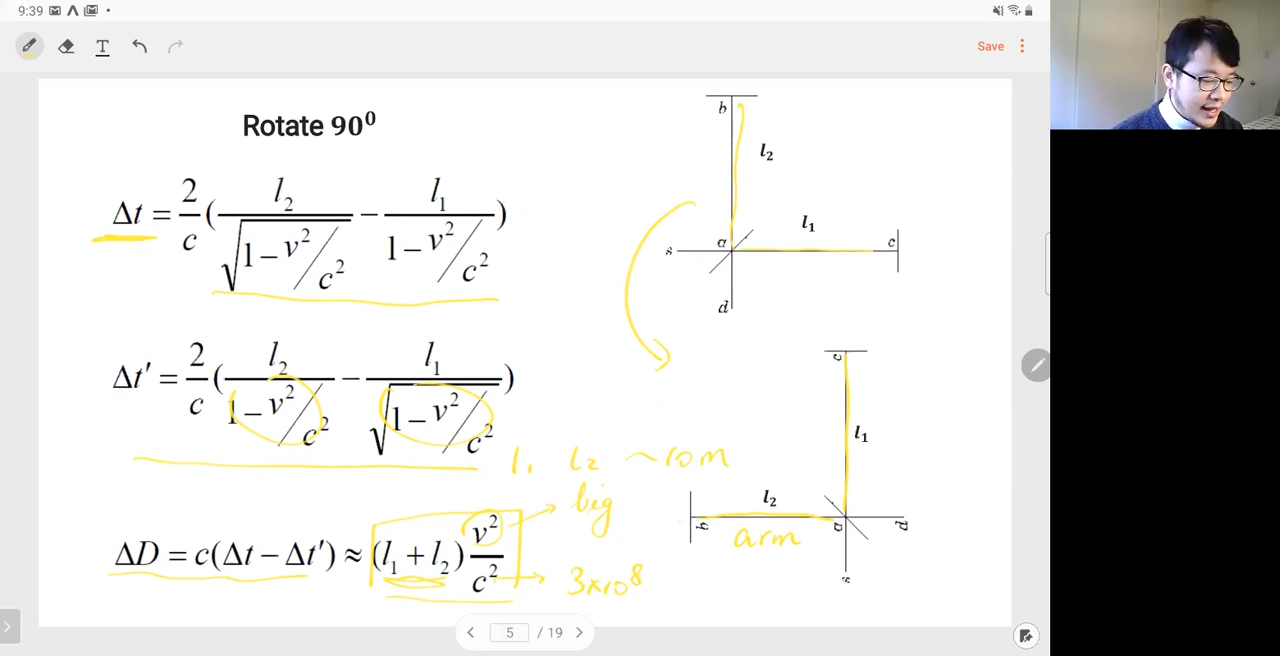 9:39
T
Save
Rotate 90⁰
Δt = 2/c ( l₂/√(1−v²/c²) − l₁/(1−v²/c²) )
Δt' = 2/c ( l₂/(1−v²/c²) − l₁/√(1−v²/c²) )
l₁ l₂ ~10m
big
ΔD = c(Δt − Δt') ≈ (l₁ + l₂) v²/c²
3×10⁸
b
l₂
l₁
s a c
d
c
l₁
l₂
b a d
arm
s
5 / 19